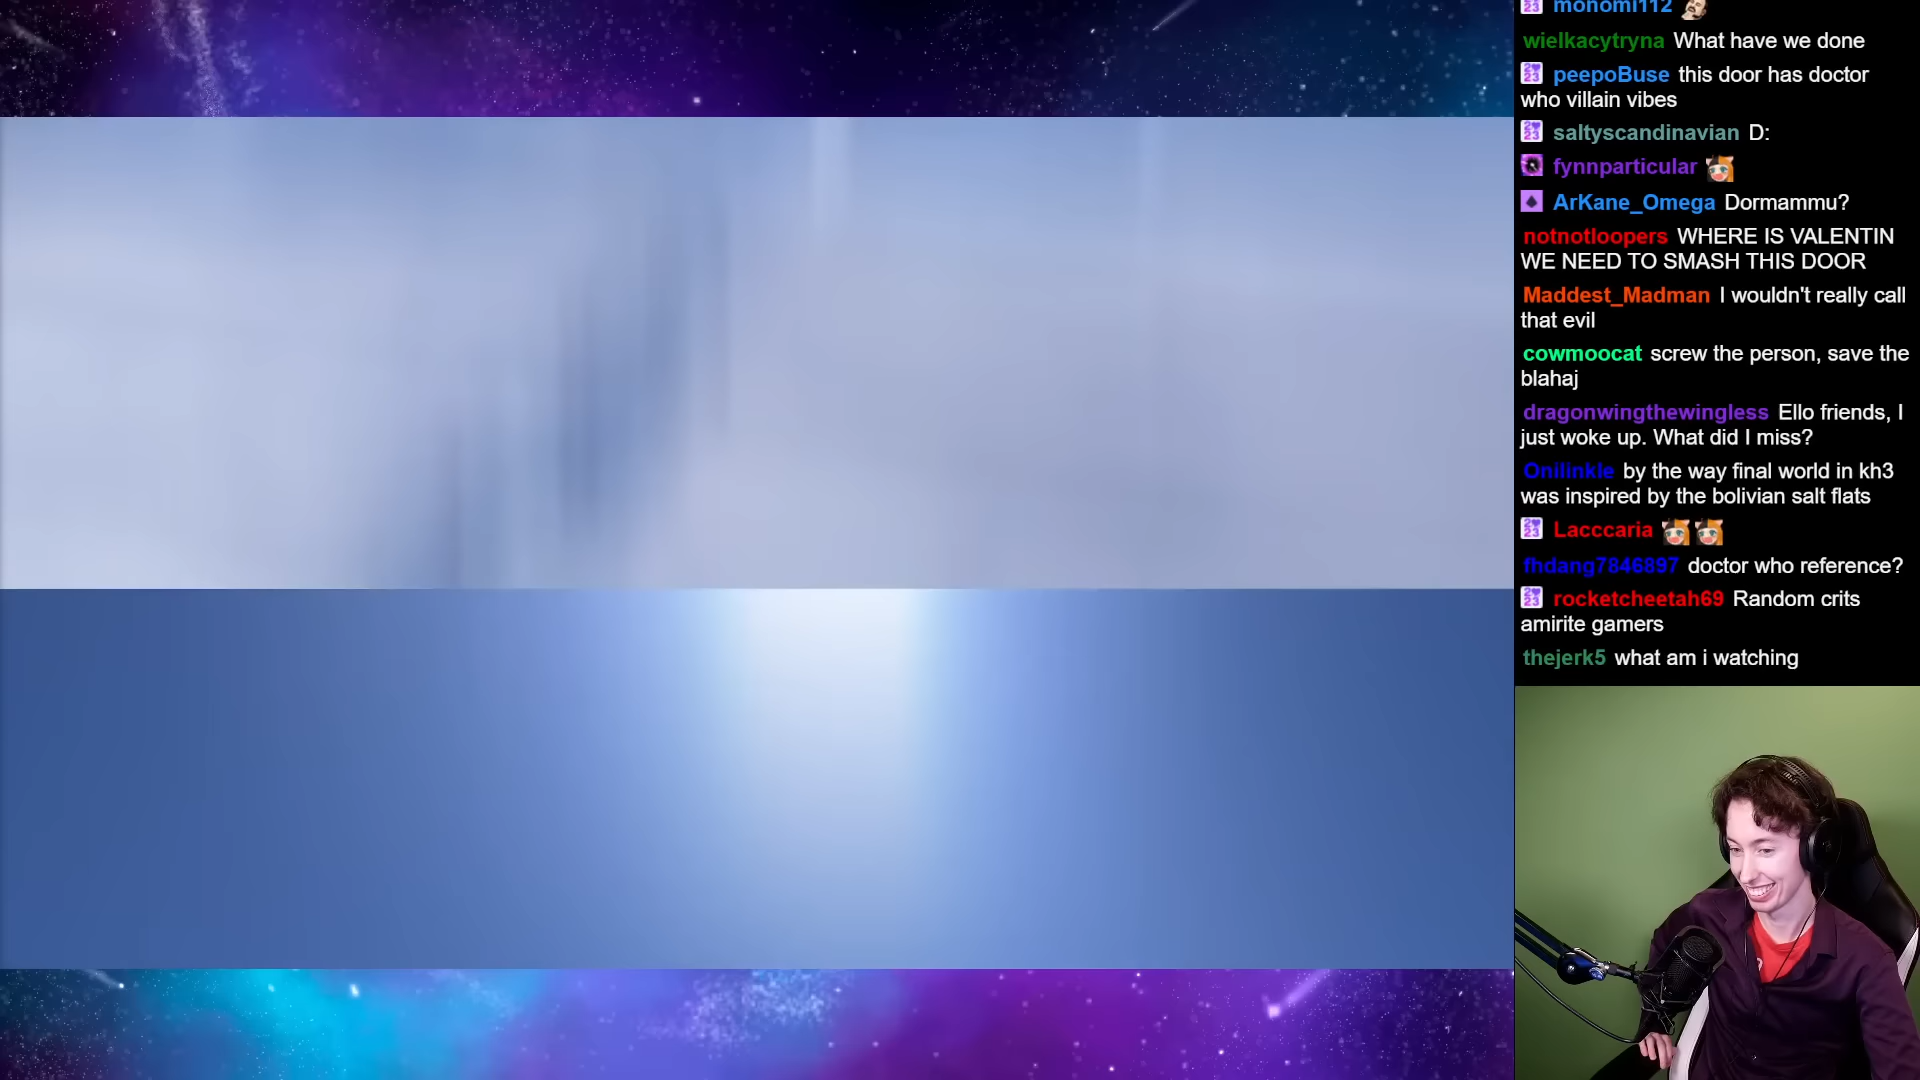 monomi112
wielkacytryna What have we done
peepoBuse this door has doctor
who villain vibes
saltyscandinavian D:
fynnparticular
ArKane_Omega Dormammu?
notnotloopers WHERE IS VALENTIN
WE NEED TO SMASH THIS DOOR
Maddest_Madman I wouldn't really call
that evil
cowmoocat screw the person, save the
blahaj
dragonwingthewingless Ello friends, I
just woke up. What did I miss?
Onilinkle by the way final world in kh3
was inspired by the bolivian salt flats
Lacccaria
fhdang7846897 doctor who reference?
rocketcheetah69 Random crits
amirite gamers
thejerk5 what am i watching